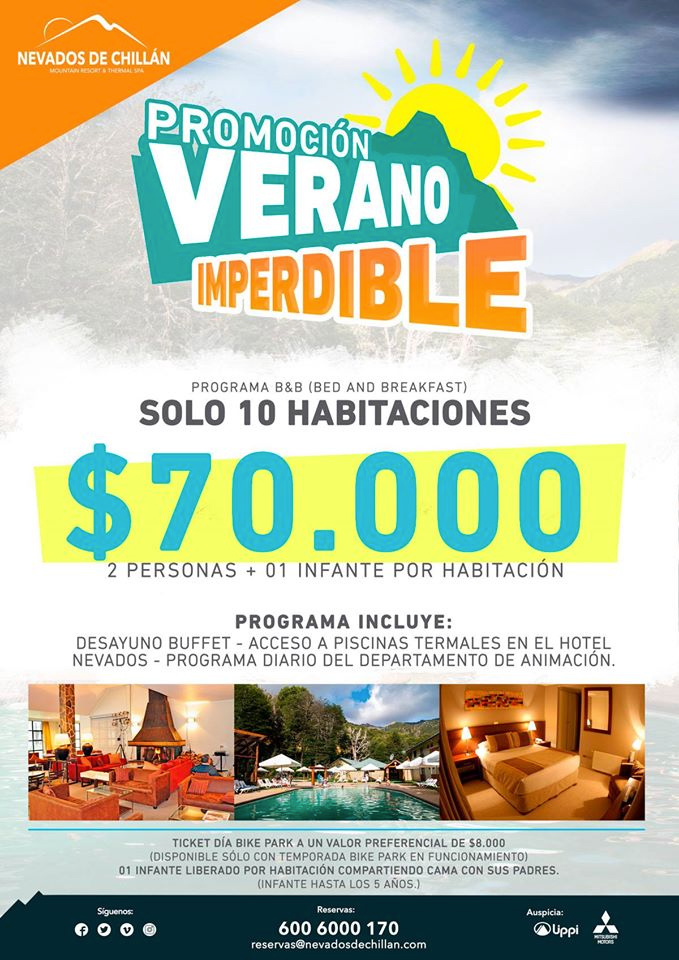 NEVADOS DE CHILLÁN
MOUNTAIN RESORT & THERMAL SPA
PROMOCIÓN
VERANO
IMPERDIBLE
PROGRAMA B&B (BED AND BREAKFAST)
SOLO 10 HABITACIONES
$70.000
2 PERSONAS + 01 INFANTE POR HABITACIÓN
PROGRAMA INCLUYE:
DESAYUNO BUFFET - ACCESO A PISCINAS TERMALES EN EL HOTEL
NEVADOS - PROGRAMA DIARIO DEL DEPARTAMENTO DE ANIMACIÓN.
TICKET DÍA BIKE PARK A UN VALOR PREFERENCIAL DE $8.000
(DISPONIBLE SÓLO CON TEMPORADA BIKE PARK EN FUNCIONAMIENTO)
01 INFANTE LIBERADO POR HABITACIÓN COMPARTIENDO CAMA CON SUS PADRES.
(INFANTE HASTA LOS 5 AÑOS.)
Síguenos:
Reservas:
600 6000 170
reservas@nevadosdechillan.com
Auspicia:
Lippi
MITSUBISHI
MOTORS